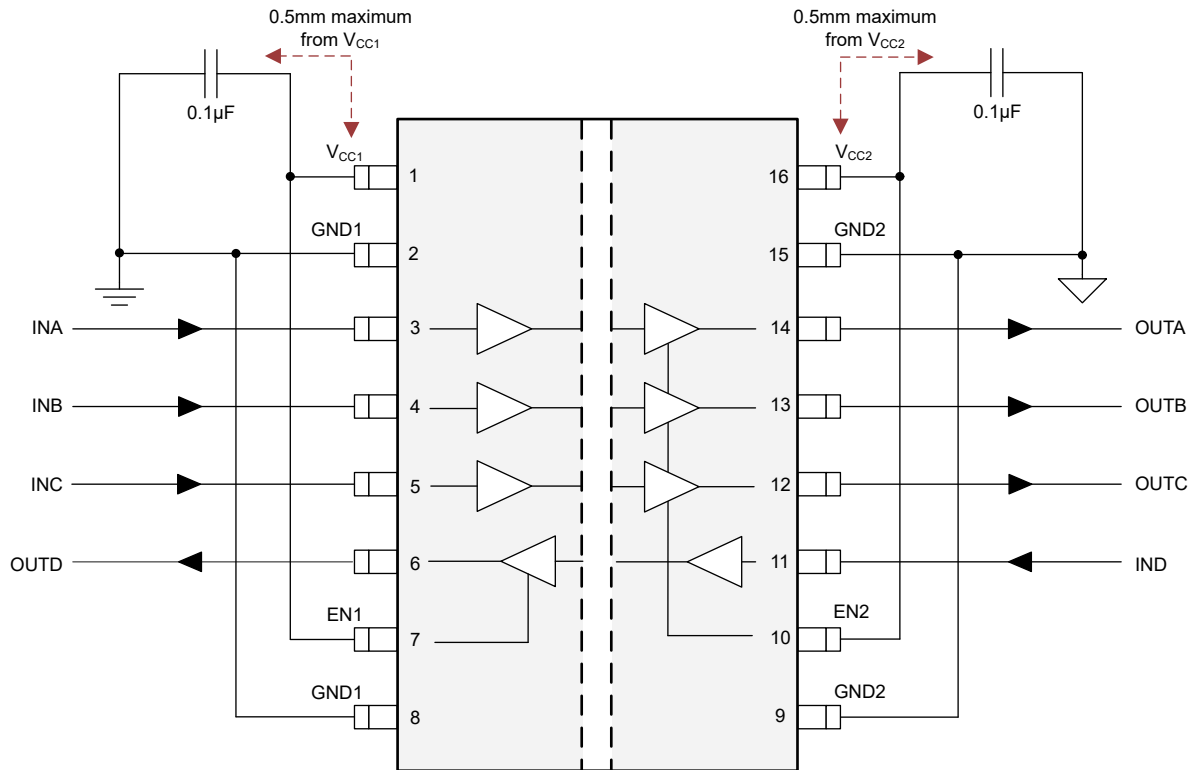 0.5mm maximum
from VCC1
0.5mm maximum
from VCC2
0.1µF
0.1µF
VCC1
VCC2
1
16
GND1
GND2
2
15
INA
3
14
OUTA
INB
4
13
OUTB
INC
5
12
OUTC
OUTD
6
11
IND
EN1
EN2
7
10
GND1
GND2
8
9